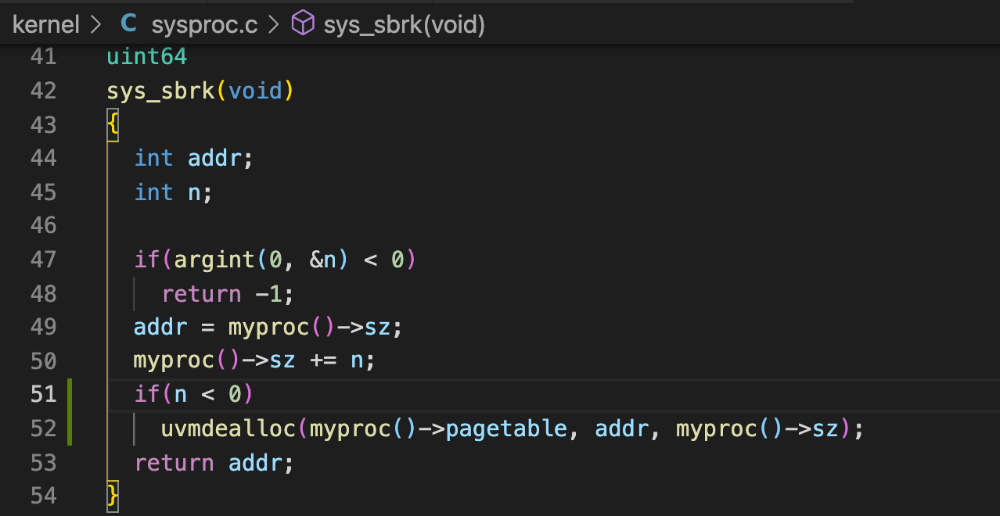 kernel > C sysproc.c > sys_sbrk(void)
41 uint64
42 sys_sbrk(void)
43 {
44   int addr;
45   int n;
46
47   if(argint(0, &n) < 0)
48     return -1;
49   addr = myproc()->sz;
50   myproc()->sz += n;
51   if(n < 0)
52     uvmdealloc(myproc()->pagetable, addr, myproc()->sz);
53   return addr;
54 }